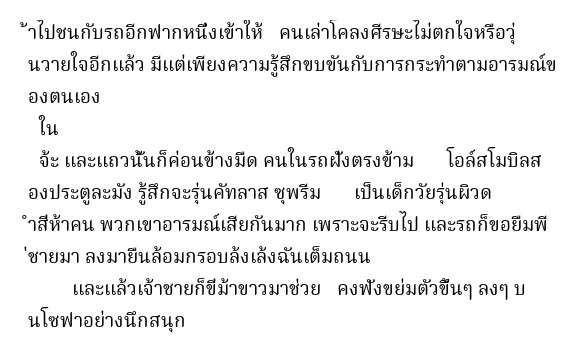 ้าไปชนกับรถอีกฟากหนึ่งเข้าให้ คนเล่าโคลงศีรษะไม่ตกใจหรือวุ่
นวายใจอีกแล้ว มีแต่เพียงความรู้สึกขบขันกับการกระทำตามอารมณ์ข
องตนเอง
ใน
จ้ะ และแถวนั้นก็ค่อนข้างมืด คนในรถฝั่งตรงข้าม โอล์สโมบิลส
องประตูละมัง รู้สึกจะรุ่นคัทลาส ซุพรีม เป็นเด็กวัยรุ่นผิวด
ำสี่ห้าคน พวกเขาอารมณ์เสียกันมาก เพราะจะรีบไป และรถก็ขอยืมพี
่ชายมา ลงมายืนล้อมกรอบล้งเล้งฉันเต็มถนน
และแล้วเจ้าชายก็ขี่ม้าขาวมาช่วย คงฟังขย่มตัวขึ้นๆ ลงๆ บ
นโซฟาอย่างนึกสนุก